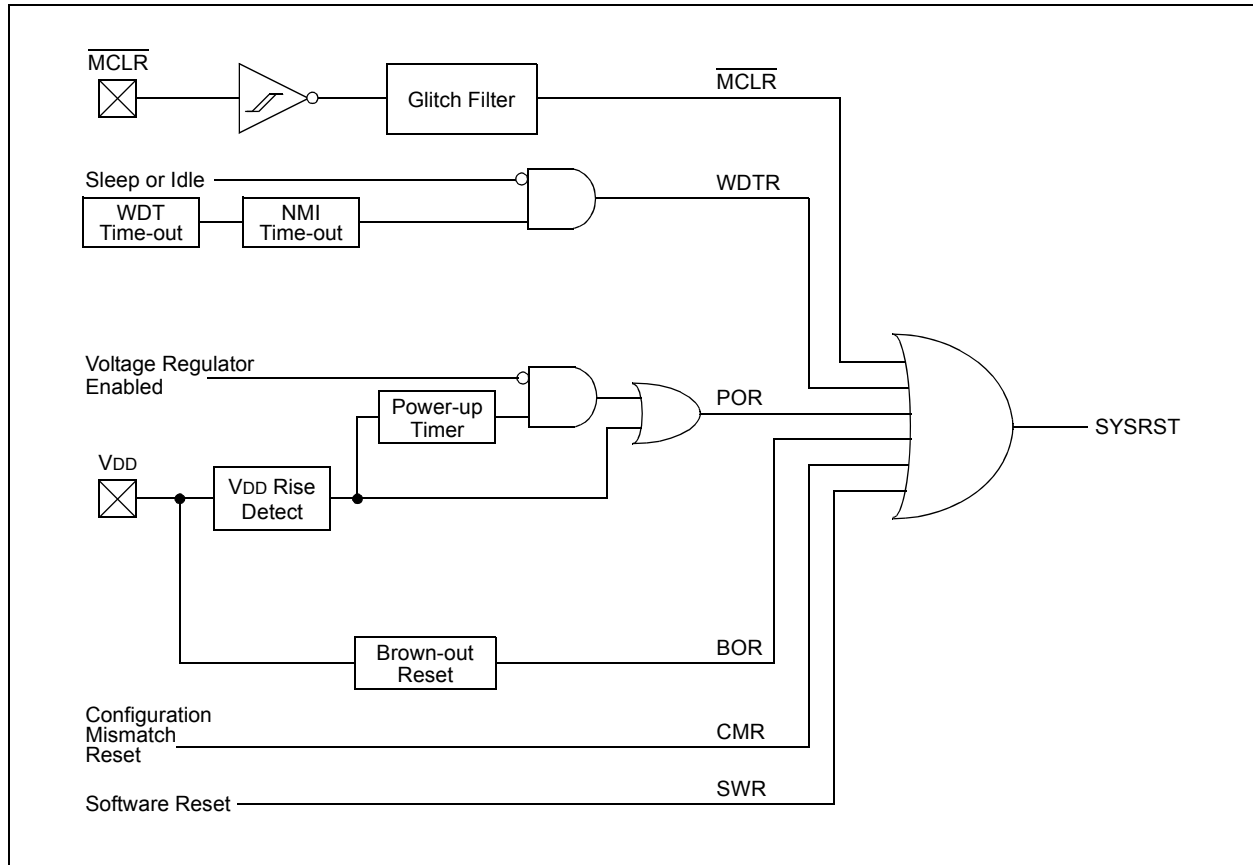 MCLR
Glitch Filter
MCLR
Sleep or Idle
WDTR
WDT
Time-out
NMI
Time-out
Voltage Regulator
Enabled
Power-up
Timer
POR
SYSRST
VDD
VDD Rise
Detect
Brown-out
Reset
BOR
Configuration
Mismatch
Reset
CMR
Software Reset
SWR